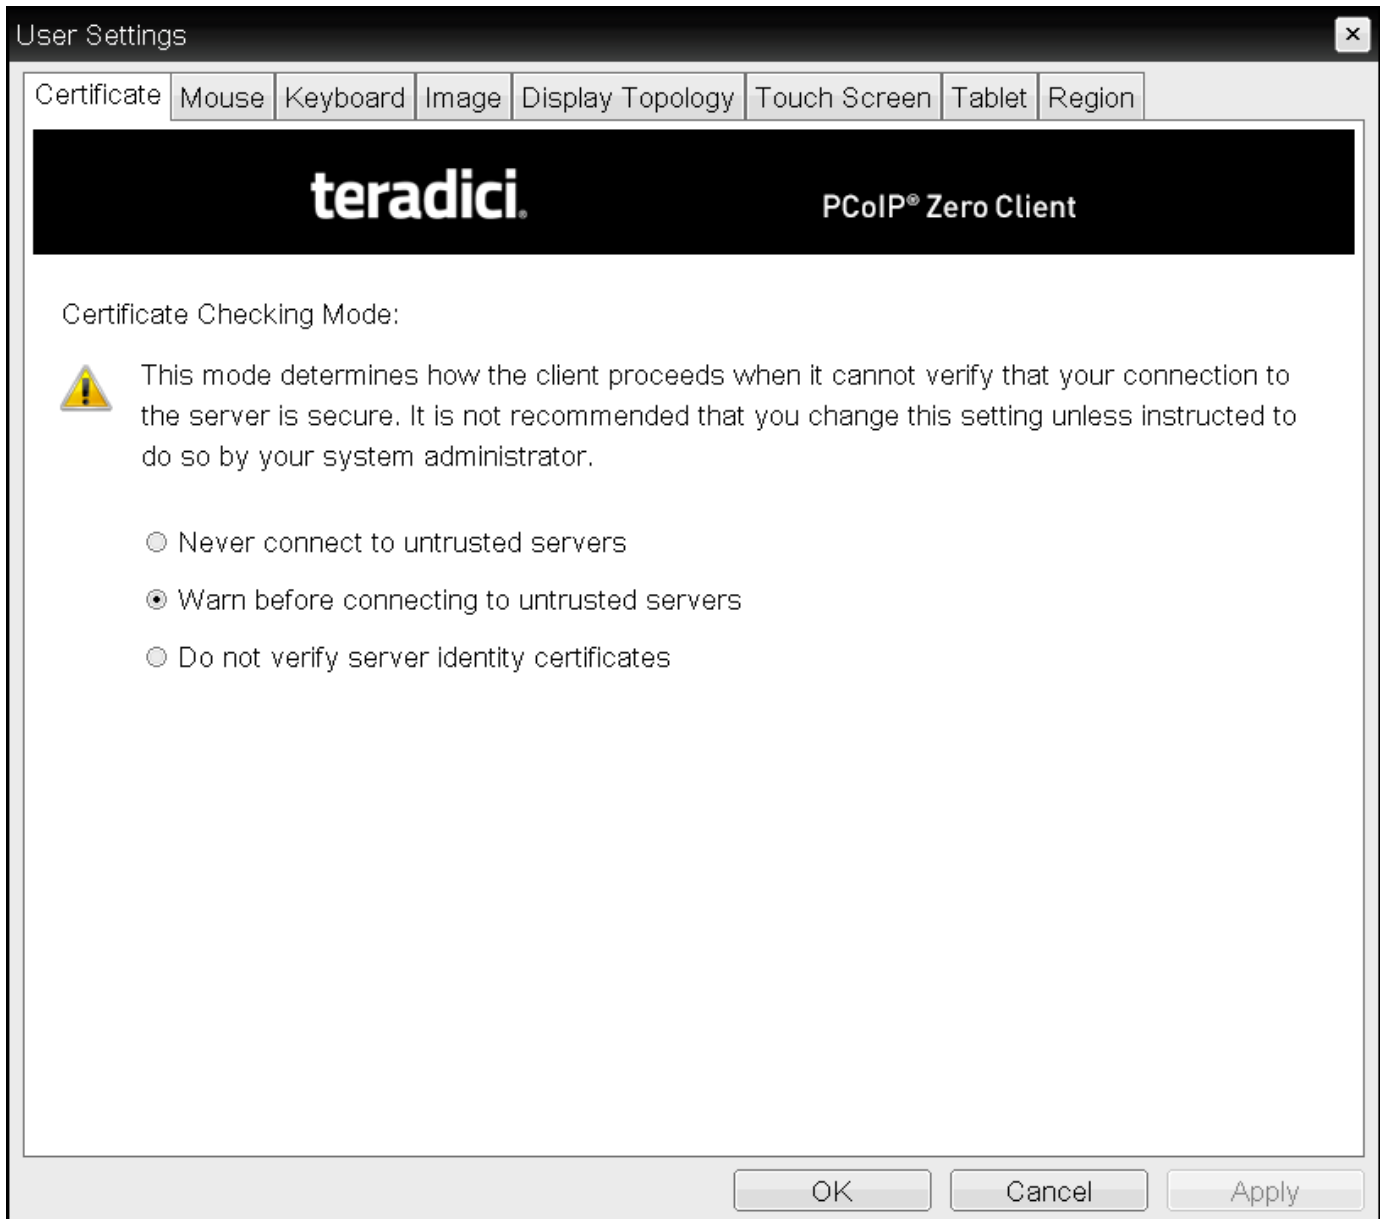 User Settings
Certificate Mouse Keyboard Image Display Topology Touch Screen Tablet Region
teradici. PCoIP® Zero Client
Certificate Checking Mode:
This mode determines how the client proceeds when it cannot verify that your connection to
the server is secure. It is not recommended that you change this setting unless instructed to
do so by your system administrator.
Never connect to untrusted servers
Warn before connecting to untrusted servers
Do not verify server identity certificates
OK Cancel Apply